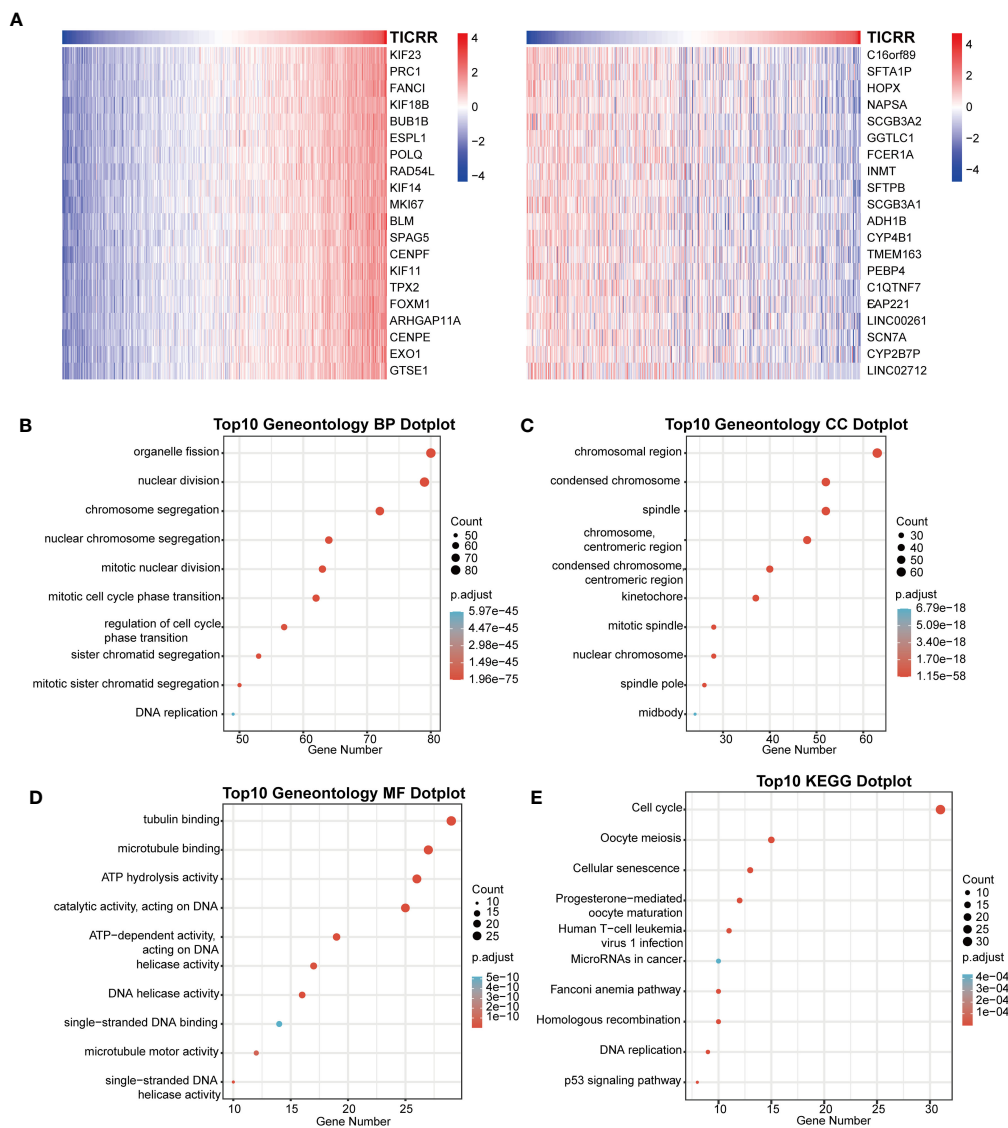 A
TICRR
KIF23
PRC1
FANCI
KIF18B
BUB1B
ESPL1
POLQ
RAD54L
KIF14
MKI67
BLM
SPAG5
CENPF
KIF11
TPX2
FOXM1
ARHGAP11A
CENPE
EXO1
GTSE1
4
2
0
−2
−4
TICRR
C16orf89
SFTA1P
HOPX
NAPSA
SCGB3A2
GGTLC1
FCER1A
INMT
SFTPB
SCGB3A1
ADH1B
CYP4B1
TMEM163
PEBP4
C1QTNF7
LINC00261
SCN7A
CYP2B7P
LINC02712
4
2
0
−2
−4
B
Top10 Geneontology BP Dotplot
organelle fission
nuclear division
chromosome segregation
nuclear chromosome segregation
mitotic nuclear division
mitotic cell cycle phase transition
regulation of cell cycle
phase transition
sister chromatid segregation
mitotic sister chromatid segregation
DNA replication
50
60
70
80
Gene Number
Count
50
60
70
80
p.adjust
5.97e−45
4.47e−45
2.98e−45
1.49e−45
1.96e−75
C
Top10 Geneontology CC Dotplot
chromosomal region
condensed chromosome
spindle
chromosome,
centromeric region
condensed chromosome,
centromeric region
kinetochore
mitotic spindle
nuclear chromosome
spindle pole
midbody
30
40
50
60
Gene Number
Count
30
40
50
60
p.adjust
6.79e−18
5.09e−18
3.40e−18
1.70e−18
1.15e−58
D
Top10 Geneontology MF Dotplot
tubulin binding
microtubule binding
ATP hydrolysis activity
catalytic activity, acting on DNA
ATP−dependent activity,
acting on DNA
helicase activity
DNA helicase activity
single−stranded DNA binding
microtubule motor activity
single−stranded DNA
helicase activity
10
15
20
25
Gene Number
Count
10
15
20
25
p.adjust
5e−10
4e−10
3e−10
2e−10
1e−10
E
Top10 KEGG Dotplot
Cell cycle
Oocyte meiosis
Cellular senescence
Progesterone−mediated
oocyte maturation
Human T−cell leukemia
virus 1 infection
MicroRNAs in cancer
Fanconi anemia pathway
Homologous recombination
DNA replication
p53 signaling pathway
10
15
20
25
30
Gene Number
Count
10
15
20
25
30
p.adjust
4e−04
3e−04
2e−04
1e−04